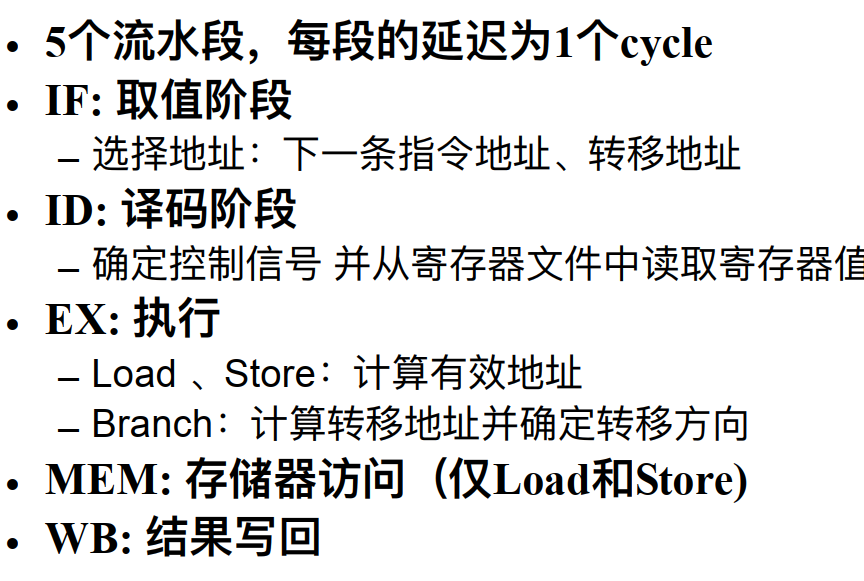 • 5个流水段，每段的延迟为1个cycle
• IF: 取值阶段
– 选择地址：下一条指令地址、转移地址
• ID: 译码阶段
– 确定控制信号 并从寄存器文件中读取寄存器值
• EX: 执行
– Load 、Store：计算有效地址
– Branch：计算转移地址并确定转移方向
• MEM: 存储器访问（仅Load和Store)
• WB: 结果写回